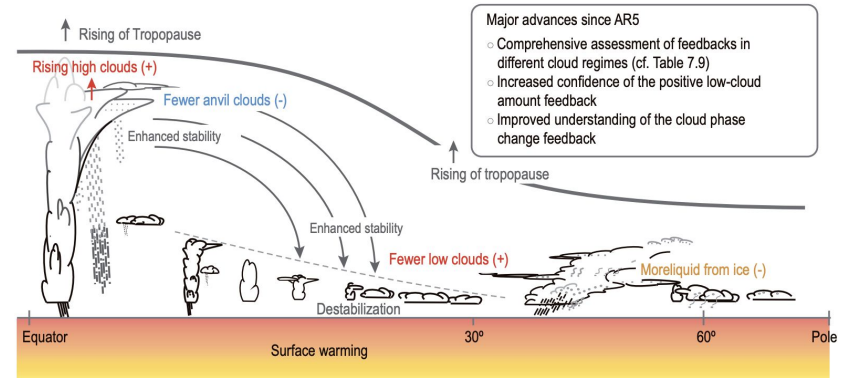 Major advances since AR5
○ Comprehensive assessment of feedbacks in
different cloud regimes (cf. Table 7.9)
○ Increased confidence of the positive low-cloud
amount feedback
○ Improved understanding of the cloud phase
change feedback
Rising of Tropopause
Rising high clouds (+)
Fewer anvil clouds (-)
Enhanced stability
Rising of tropopause
Enhanced stability
Fewer low clouds (+)
Moreliquid from ice (-)
Destabilization
Equator
30º
60º
Pole
Surface warming